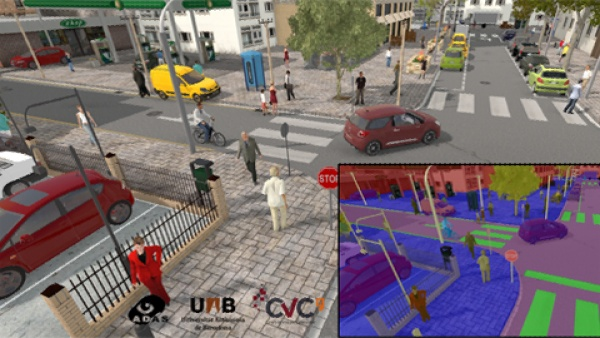 STOP
ADAS
UAB
Universitat Autònoma
de Barcelona
CVC